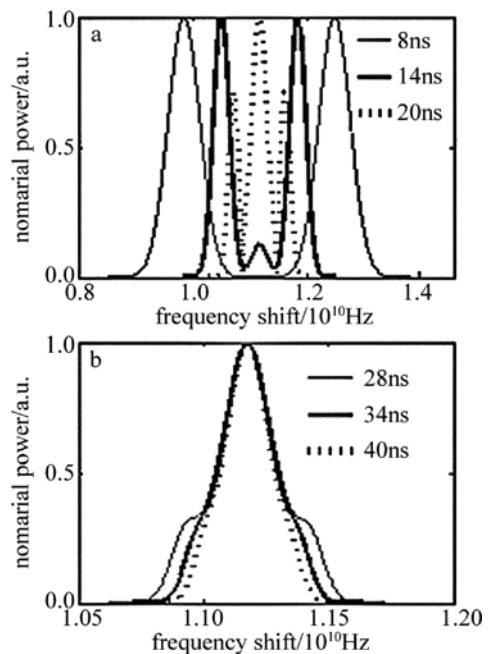 a
8ns
14ns
20ns
nomarial power/a.u.
1.0
0.5
0.0
0.8
1.0
1.2
1.4
frequency shift/10¹⁰Hz
b
28ns
34ns
40ns
nomarial power/a.u.
1.0
0.5
0.0
1.05
1.10
1.15
1.20
frequency shift/10¹⁰Hz